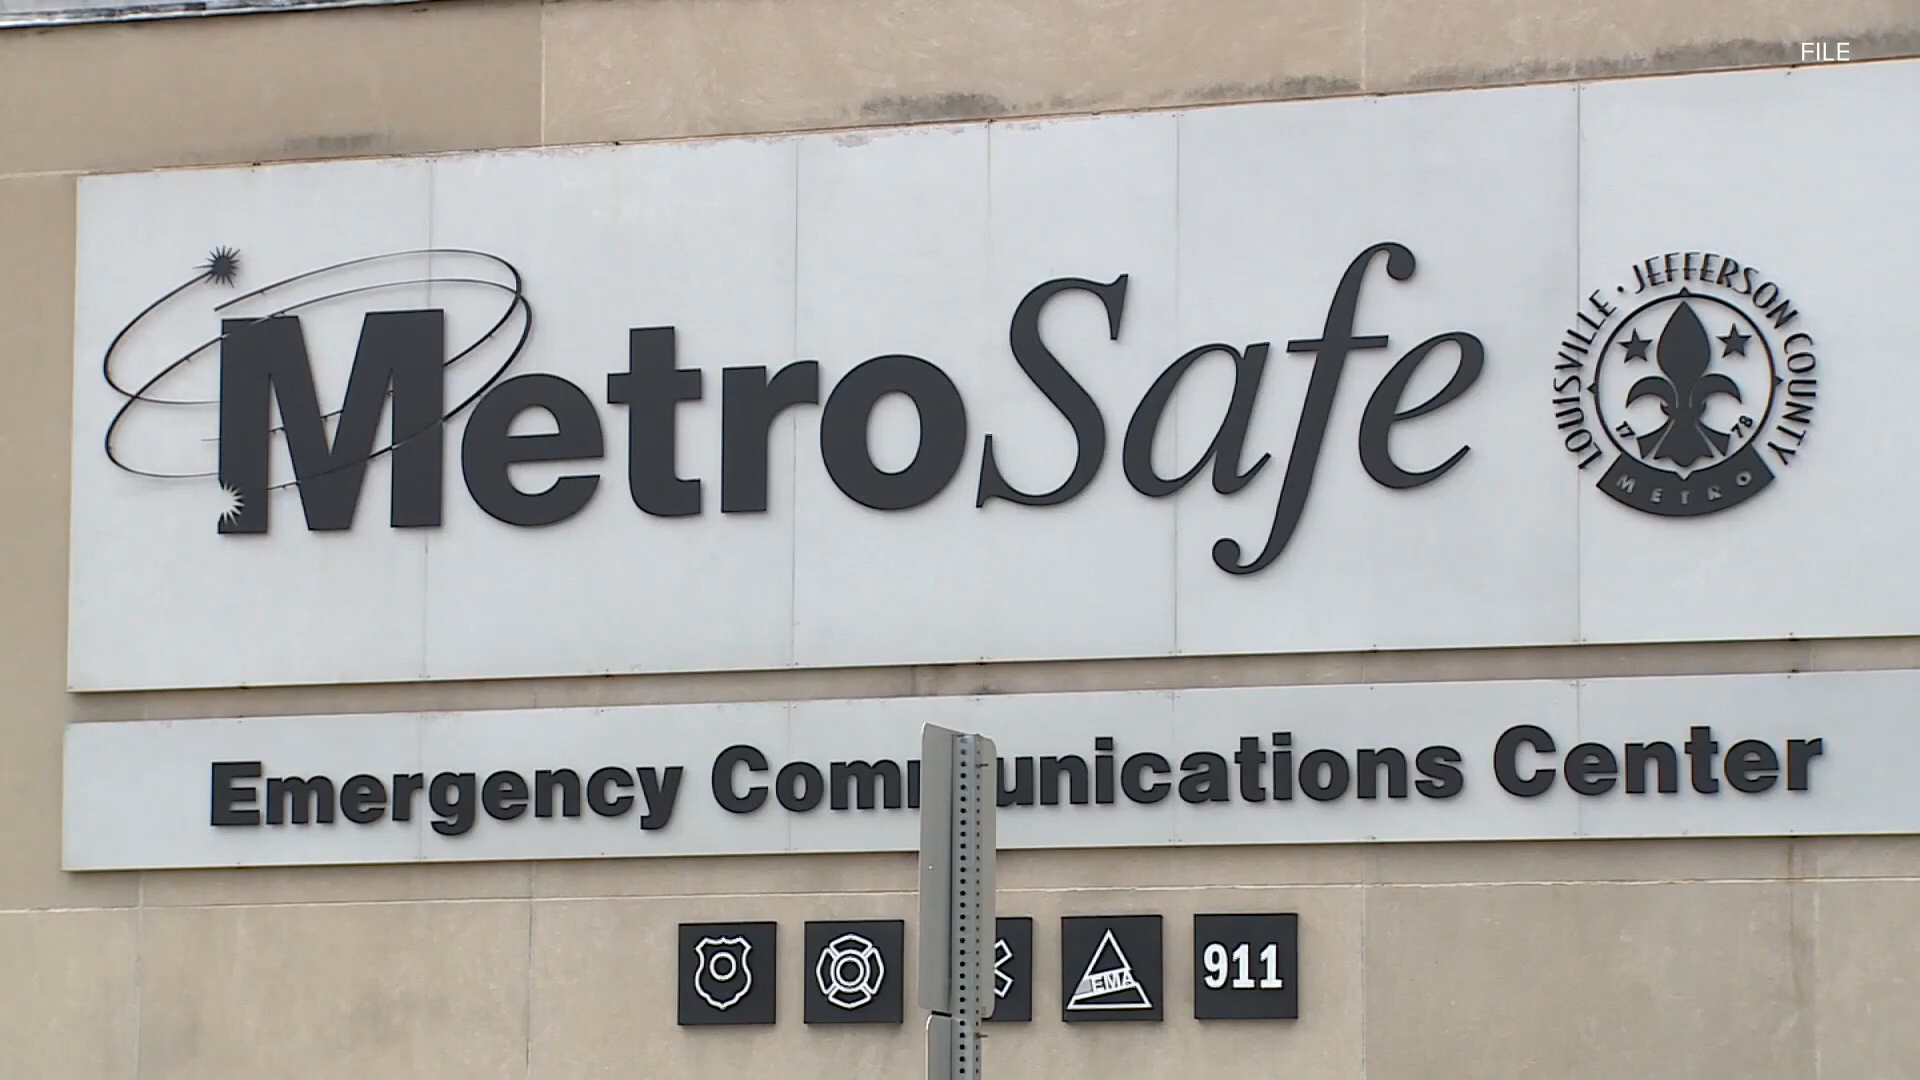 FILE
MetroSafe
LOUISVILLE • JEFFERSON COUNTY
17 78
METRO
Emergency Com unications Center
EMA
911